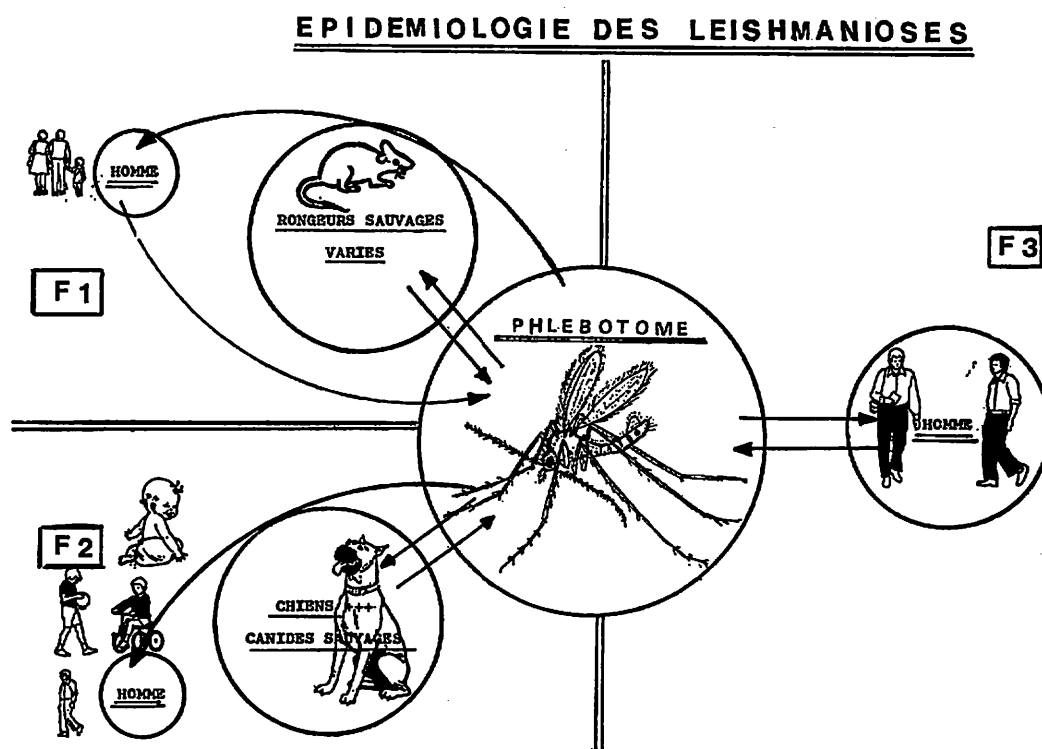 EPIDEMIOLOGIE DES LEISHMANIOSES
HOMME
RONGEURS SAUVAGES
VARIES
F1
PHLEBOTOME
F3
HOMME
F2
CHIENS +++
CANIDES SAUVAGES
HOMME